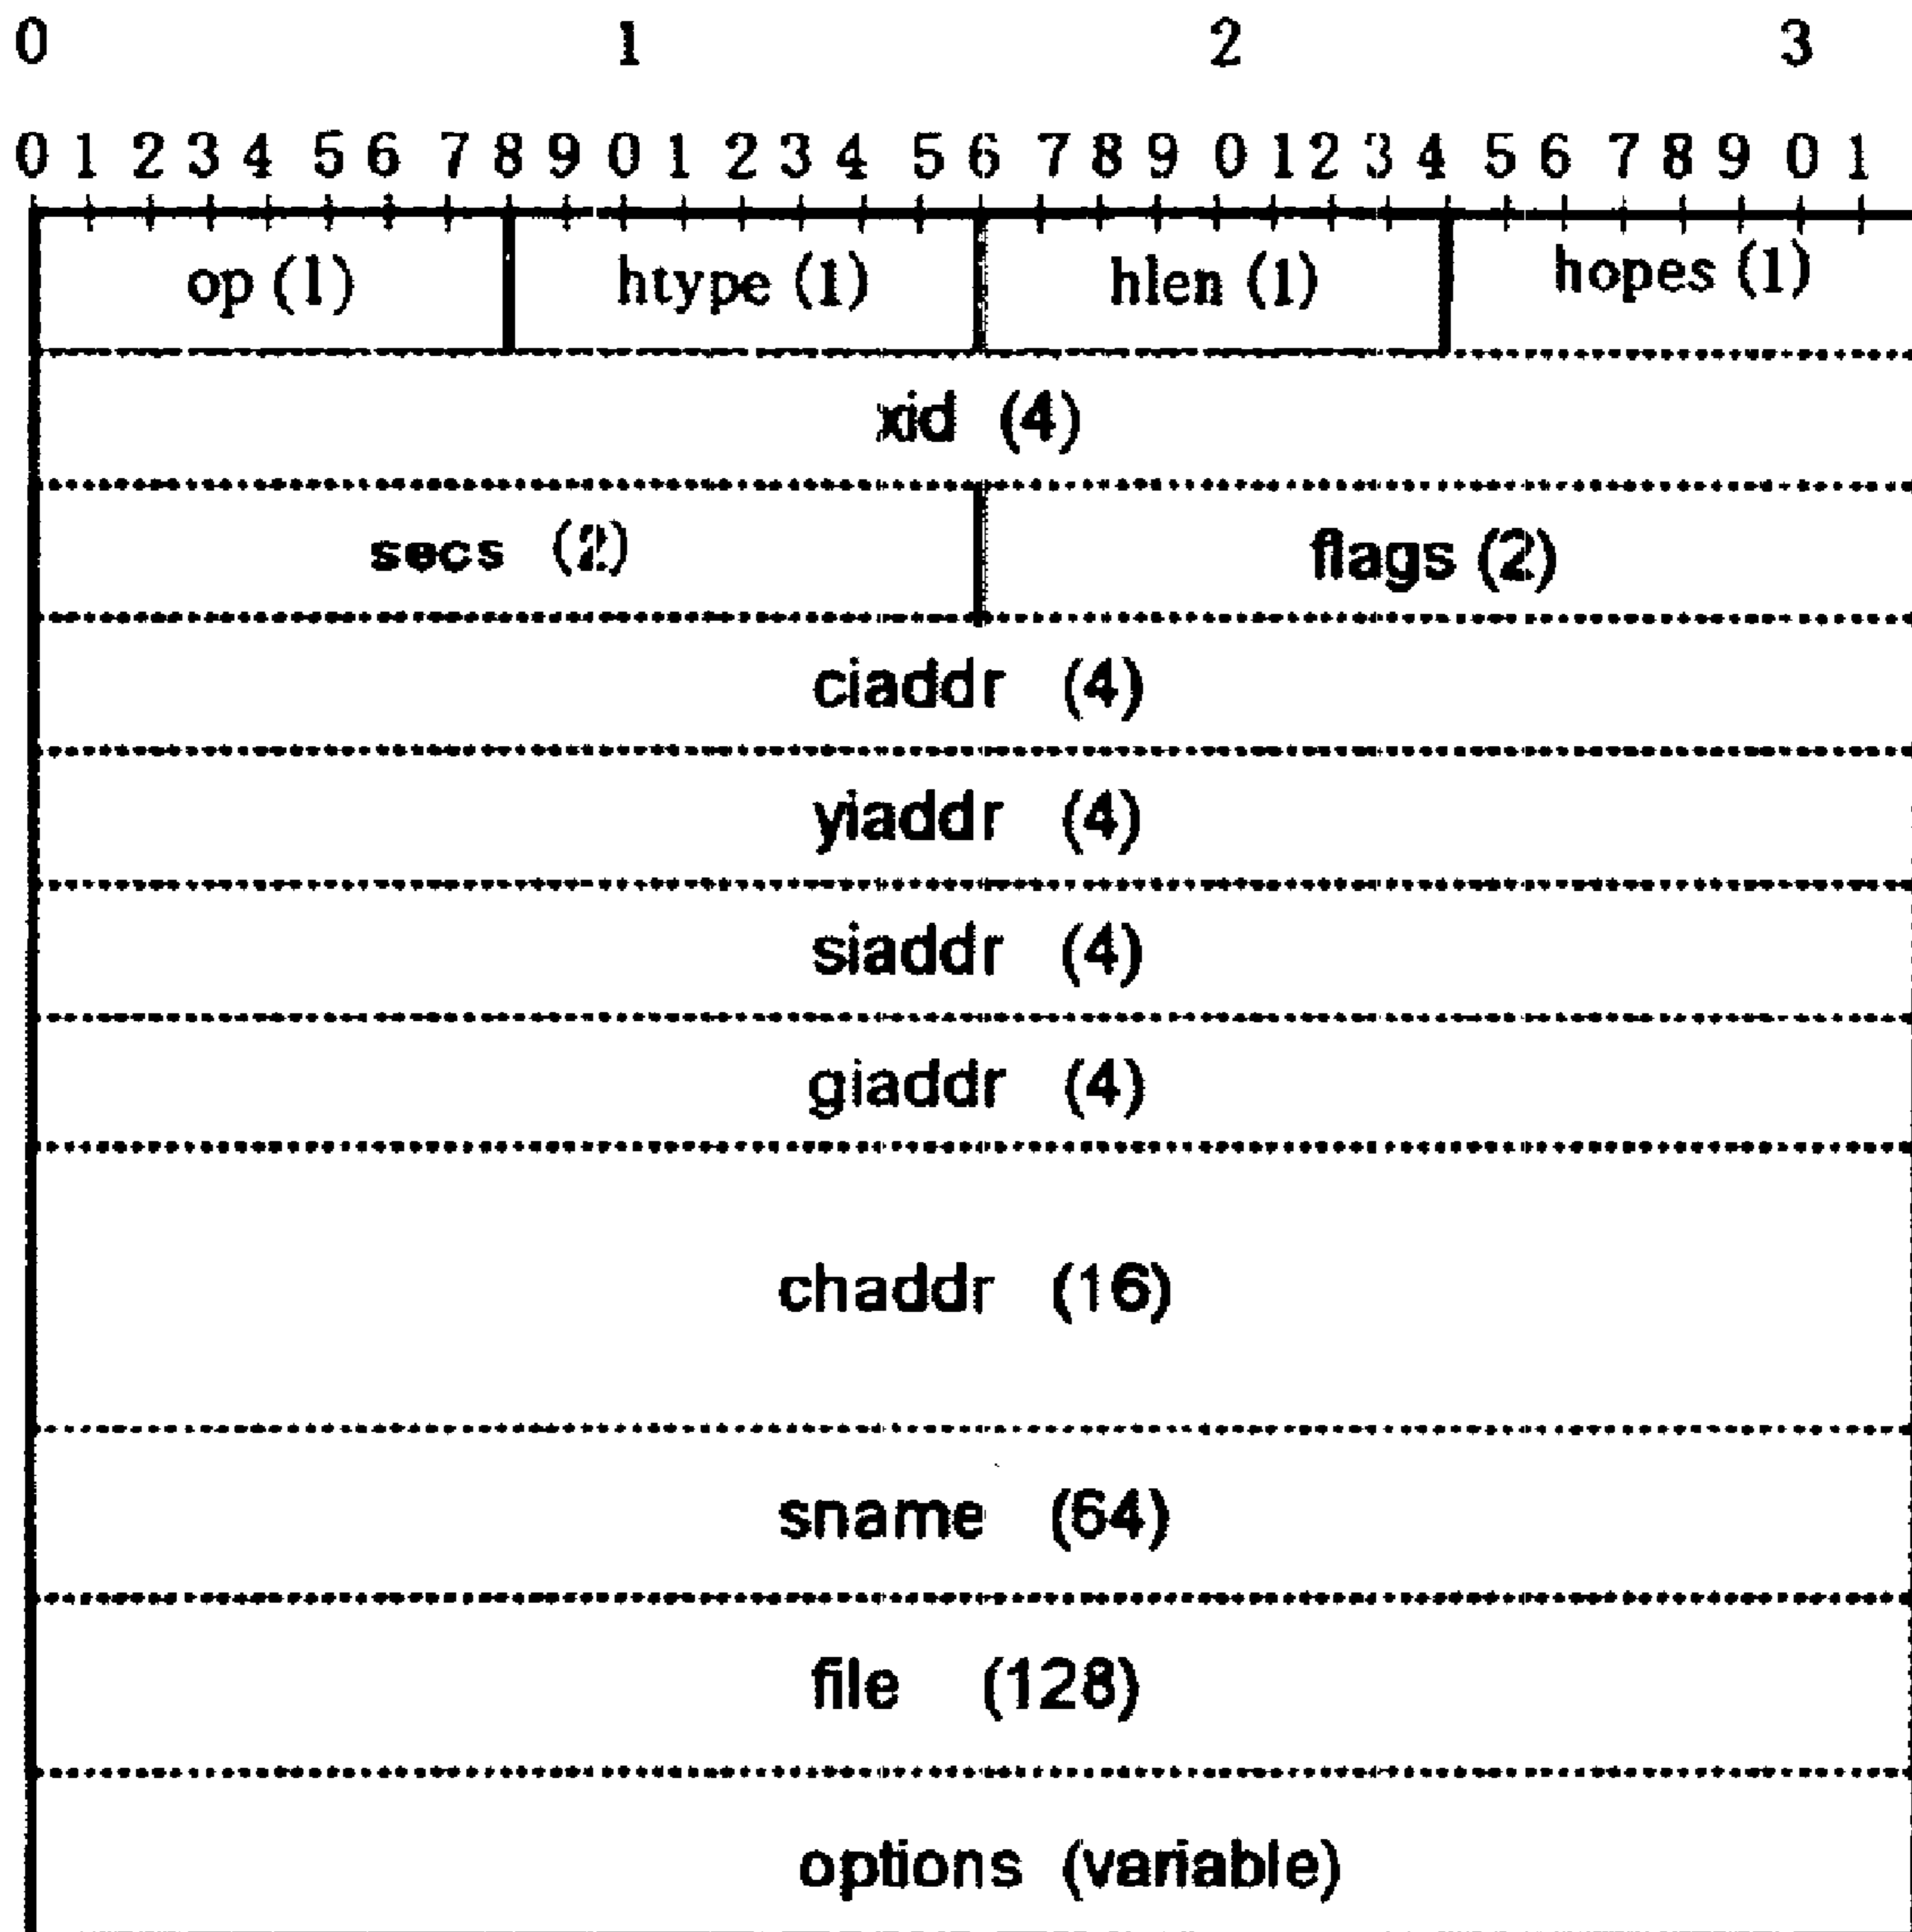 0 1 2 3
0 1 2 3 4 5 6 7 8 9 0 1 2 3 4 5 6 7 8 9 0 1 2 3 4 5 6 7 8 9 0 1
op (1) htype (1) hlen (1) hopes (1)
xid (4)
secs (2) flags (2)
ciaddr (4)
yiaddr (4)
siaddr (4)
giaddr (4)
chaddr (16)
sname (64)
file (128)
options (variable)